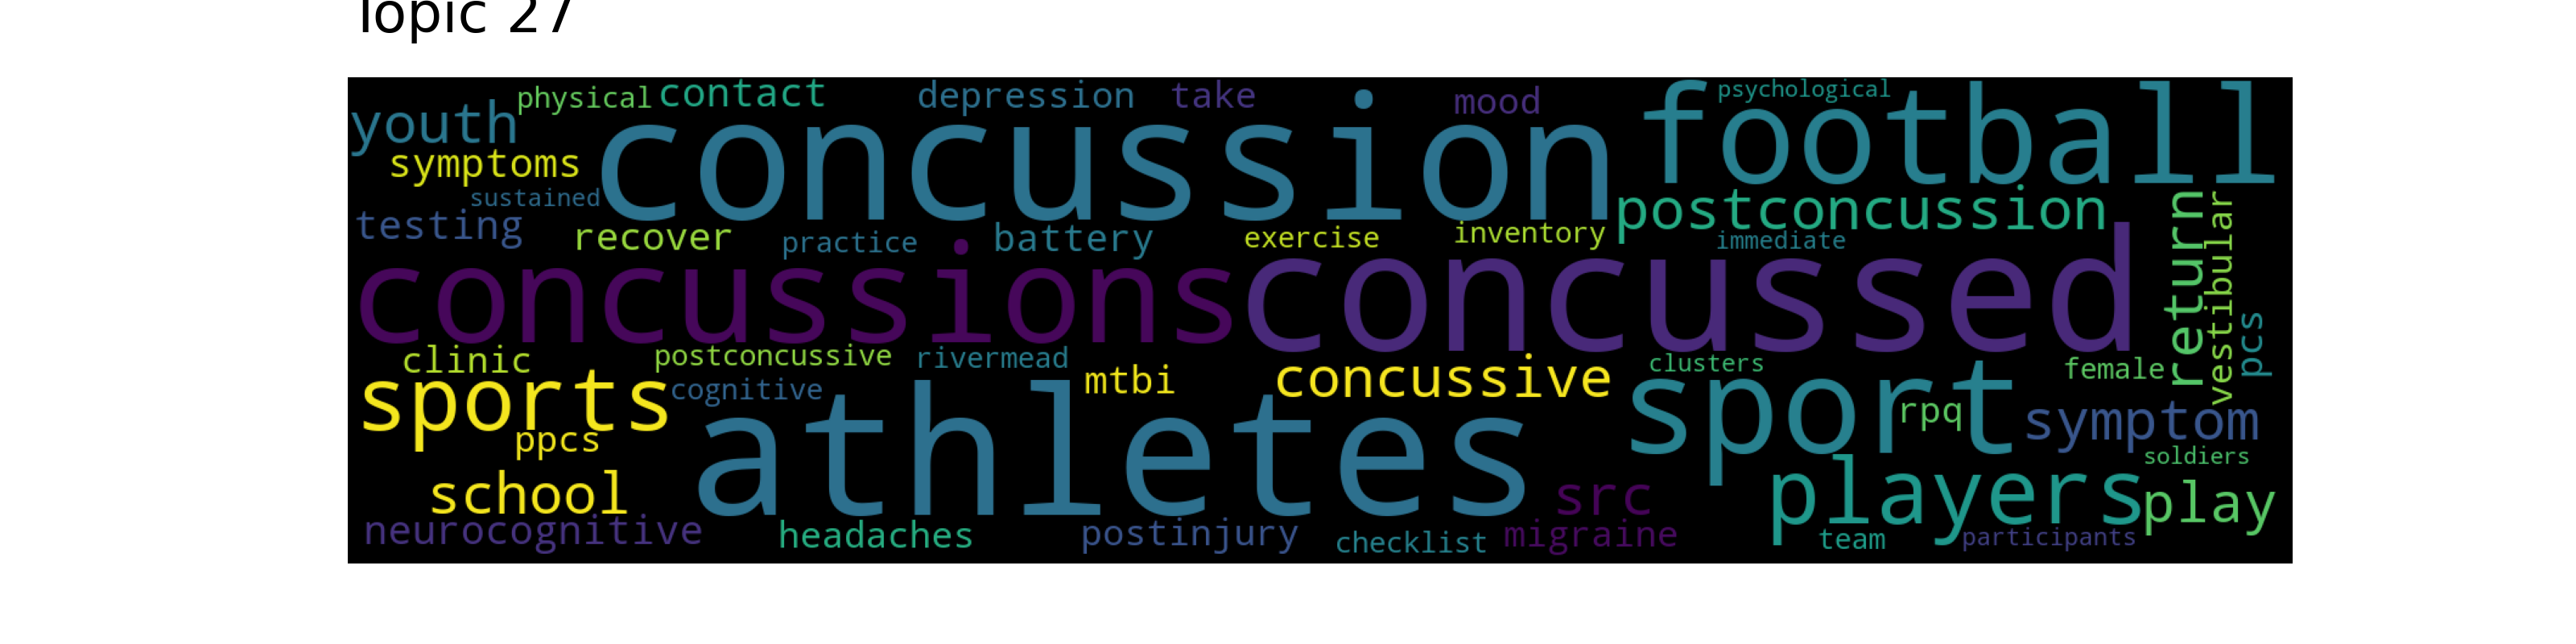 Topic 27
physical contact depression take mood psychological
youth concussion football
symptoms
sustained postconcussion
testing recover practice battery exercise inventory immediate
concussions concussed return vestibular pcs
clinic postconcussive rivermead mtbi concussive clusters female
sports cognitive athletes sport rpq symptom
ppcs soldiers
school src players play
neurocognitive headaches postinjury checklist migraine team participants